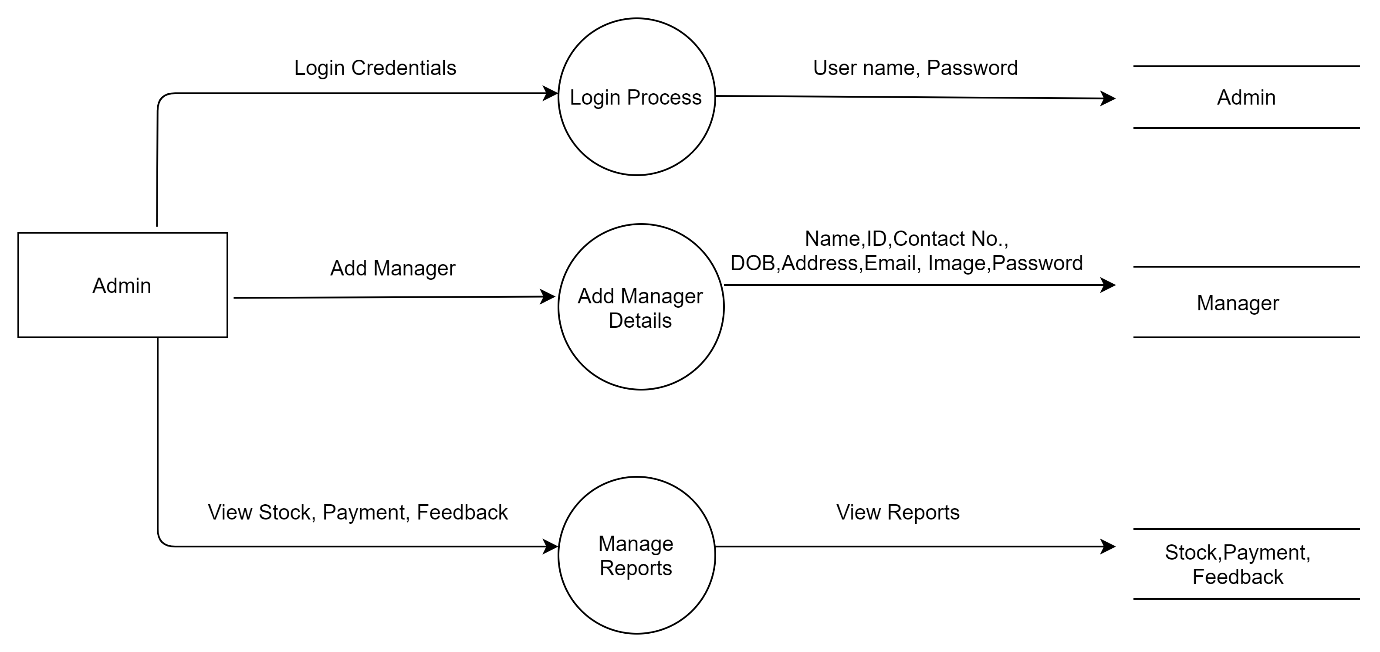 Login Credentials
User name, Password
Login Process
Admin
Name,ID,Contact No.,
DOB,Address,Email, Image,Password
Add Manager
Admin
Add Manager
Details
Manager
View Stock, Payment, Feedback
View Reports
Manage
Reports
Stock,Payment,
Feedback